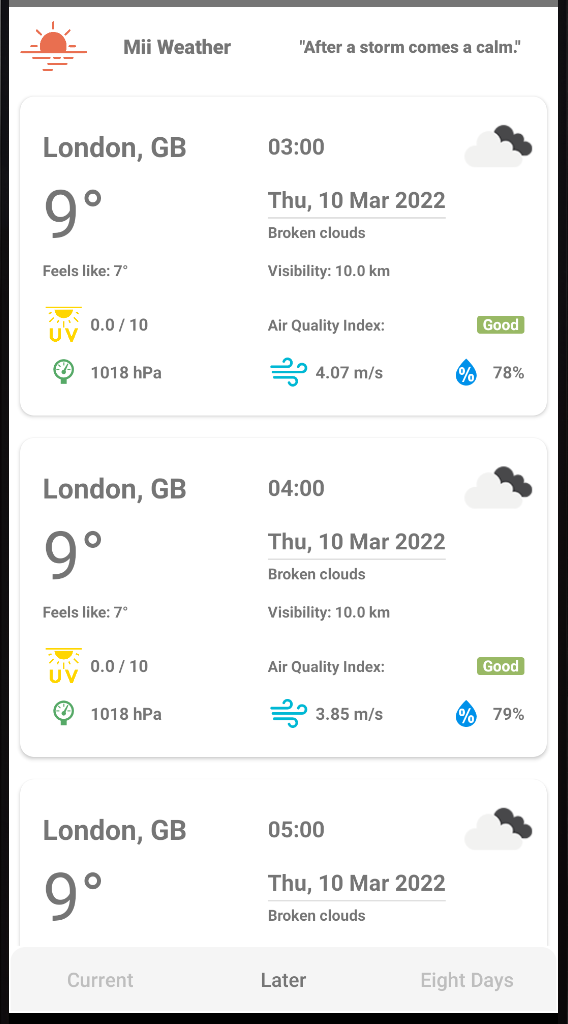 Mii Weather "After a storm comes a calm."
London, GB 03:00
9° Thu, 10 Mar 2022
Broken clouds
Feels like: 7° Visibility: 10.0 km
UV 0.0 / 10 Air Quality Index: Good
1018 hPa 4.07 m/s % 78%
London, GB 04:00
9° Thu, 10 Mar 2022
Broken clouds
Feels like: 7° Visibility: 10.0 km
UV 0.0 / 10 Air Quality Index: Good
1018 hPa 3.85 m/s % 79%
London, GB 05:00
9° Thu, 10 Mar 2022
Broken clouds
Current Later Eight Days